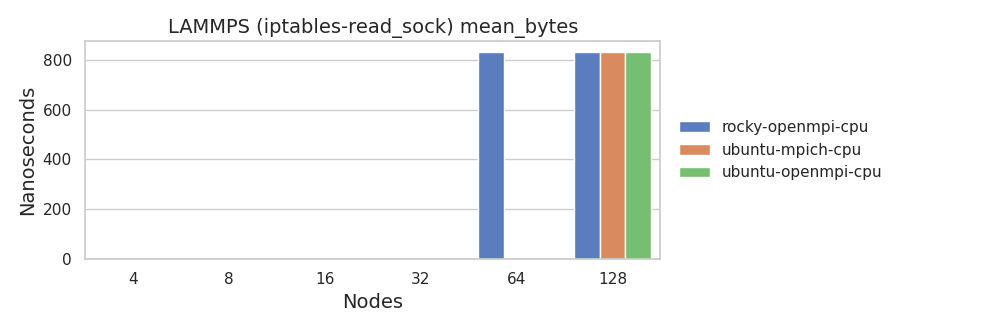 LAMMPS (iptables-read_sock) mean_bytes
Nanoseconds
800
600
400
200
0
4 8 16 32 64 128
Nodes
rocky-openmpi-cpu
ubuntu-mpich-cpu
ubuntu-openmpi-cpu